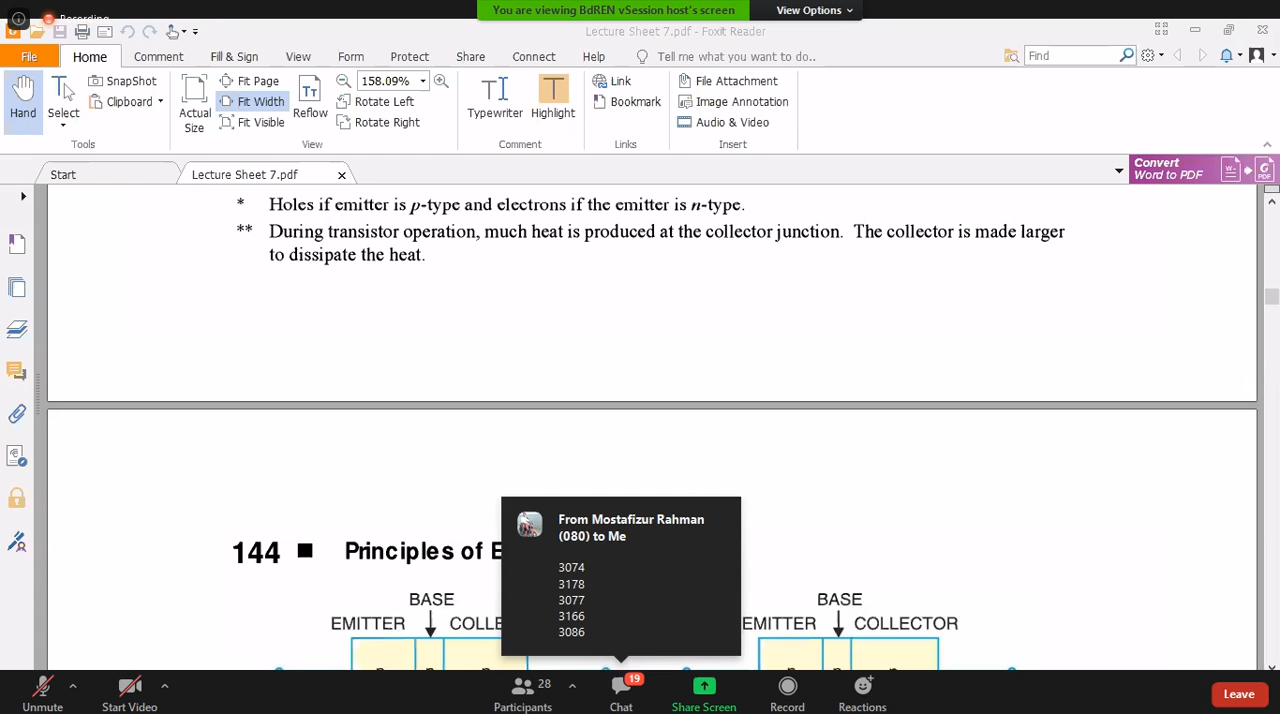 You are viewing BdREN vSession host's screen
View Options
Recording
Lecture Sheet 7.pdf - Foxit Reader
File
Home
Comment
Fill & Sign
View
Form
Protect
Share
Connect
Help
Tell me what you want to do..
Find
Hand
Select
SnapShot
Clipboard
Tools
Actual
Size
Fit Page
Fit Width
Fit Visible
Reflow
158.09%
Rotate Left
Rotate Right
View
Typewriter
Highlight
Comment
Link
Bookmark
Links
File Attachment
Image Annotation
Audio & Video
Insert
Start
Lecture Sheet 7.pdf
Convert
Word to PDF
* Holes if emitter is p-type and electrons if the emitter is n-type.
** During transistor operation, much heat is produced at the collector junction. The collector is made larger
to dissipate the heat.
144 ■ Principles of E
BASE
EMITTER
COLLE
BASE
EMITTER
COLLECTOR
From Mostafizur Rahman
(080) to Me
3074
3178
3077
3166
3086
Unmute
Start Video
28
Participants
19
Chat
Share Screen
Record
Reactions
Leave